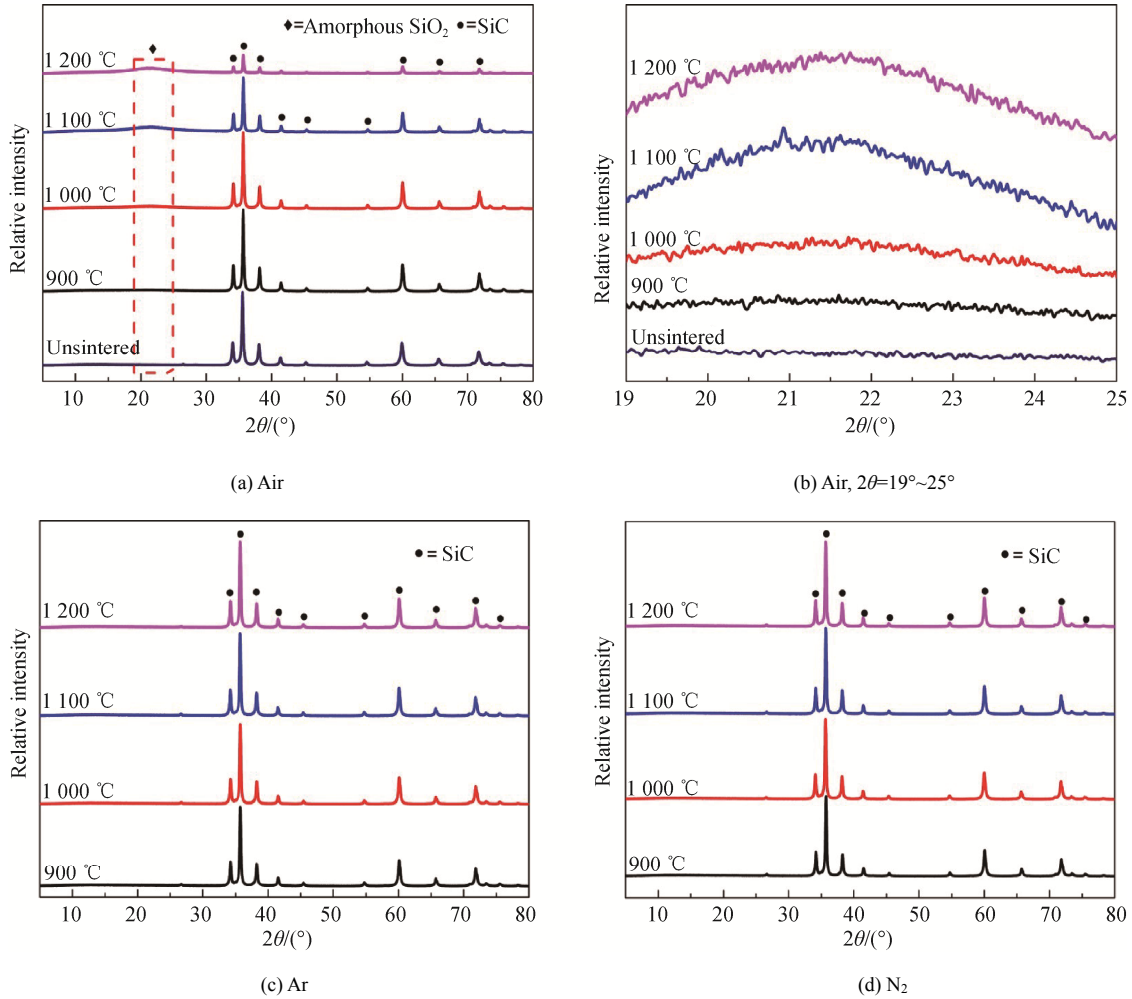 ♦=Amorphous SiO₂ •=SiC
1 200 ℃
1 100 ℃
1 000 ℃
900 ℃
Unsintered
Relative intensity
10 20 30 40 50 60 70 80
2θ/(°)
(a) Air
1 200 ℃
1 100 ℃
1 000 ℃
900 ℃
Unsintered
Relative intensity
19 20 21 22 23 24 25
2θ/(°)
(b) Air, 2θ=19°~25°
•= SiC
1 200 ℃
1 100 ℃
1 000 ℃
900 ℃
Relative intensity
10 20 30 40 50 60 70 80
2θ/(°)
(c) Ar
•= SiC
1 200 ℃
1 100 ℃
1 000 ℃
900 ℃
Relative intensity
10 20 30 40 50 60 70 80
2θ/(°)
(d) N₂